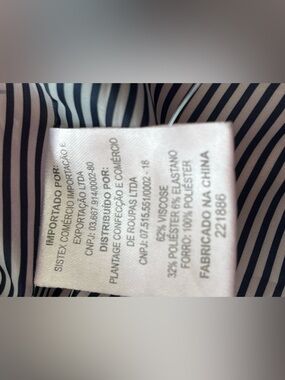 IMPORTADO POR:
SISTEX COMÉRCIO IMPORTAÇÃO E
EXPORTAÇÃO LTDA
CNPJ: 03.667.914/0002-80
DISTRIBUÍDO POR:
PLANTAGE CONFECÇÃO E COMÉRCIO
DE ROUPAS LTDA
CNPJ: 07.515.551/0002 - 18
62% VISCOSE
32% POLIÉSTER 6% ELASTANO
FORRO: 100% POLIÉSTER
FABRICADO NA CHINA
221886